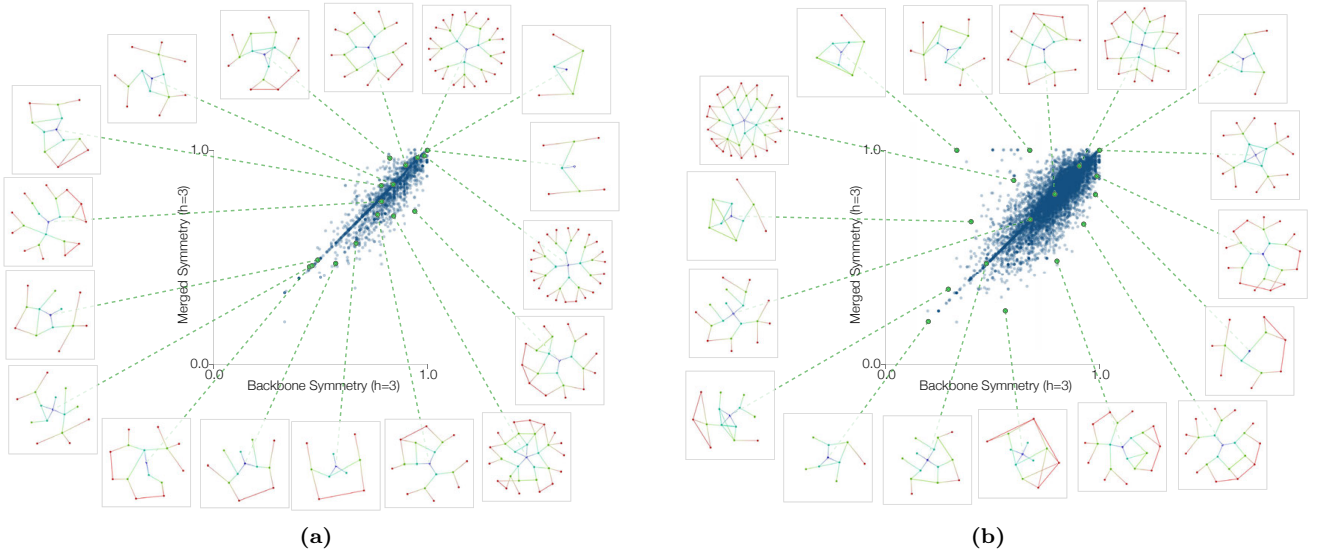 1.0
Merged Symmetry (h=3)
0.0
0.0
1.0
Backbone Symmetry (h=3)
(a)
1.0
Merged Symmetry (h=3)
0.0
0.0
1.0
Backbone Symmetry (h=3)
(b)